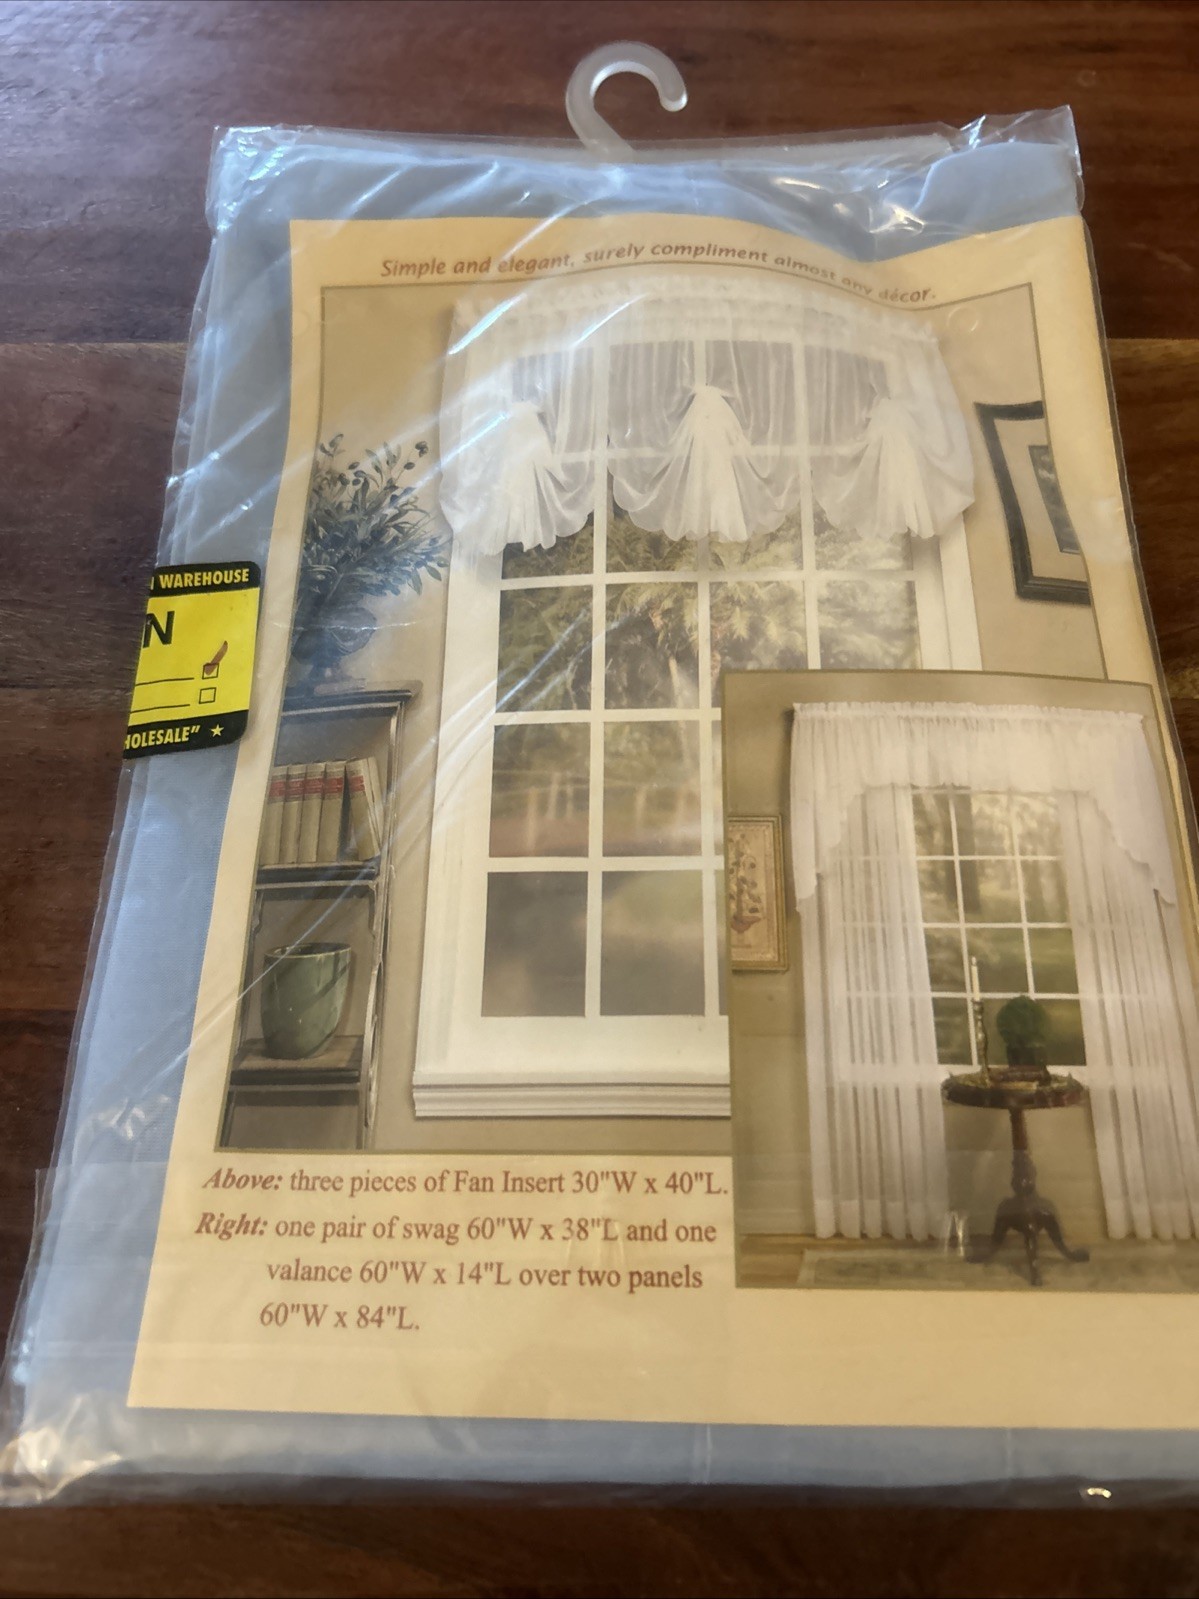 Simple and elegant, surely compliment almost any décor.
WAREHOUSE
N
HOLESALE" ★
Above: three pieces of Fan Insert 30"W x 40"L.
Right: one pair of swag 60"W x 38"L and one
valance 60"W x 14"L over two panels
60"W x 84"L.